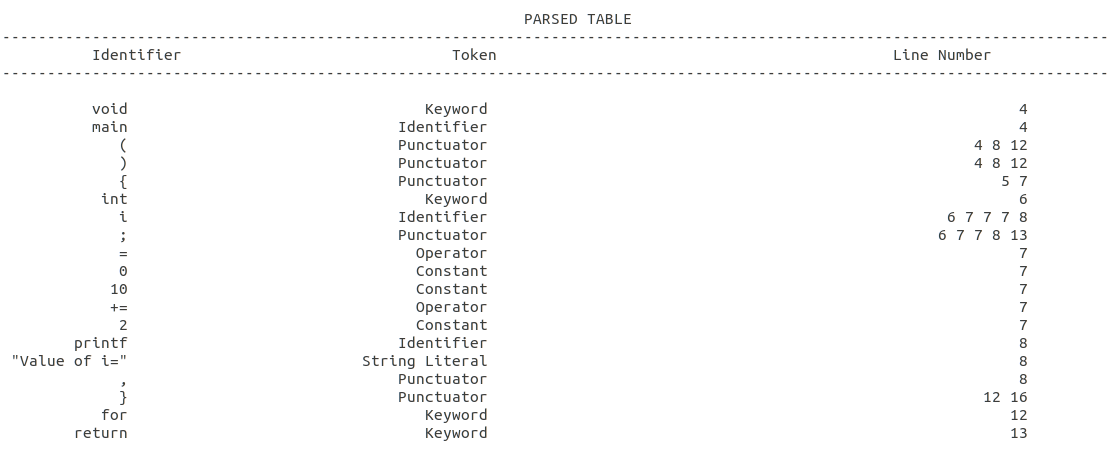 PARSED TABLE
Identifier Token Line Number
void Keyword 4
main Identifier 4
( Punctuator 4 8 12
) Punctuator 4 8 12
{ Punctuator 5 7
int Keyword 6
i Identifier 6 7 7 7 8
; Punctuator 6 7 7 8 13
= Operator 7
0 Constant 7
10 Constant 7
+= Operator 7
2 Constant 7
printf Identifier 8
"Value of i=" String Literal 8
, Punctuator 8
} Punctuator 12 16
for Keyword 12
return Keyword 13